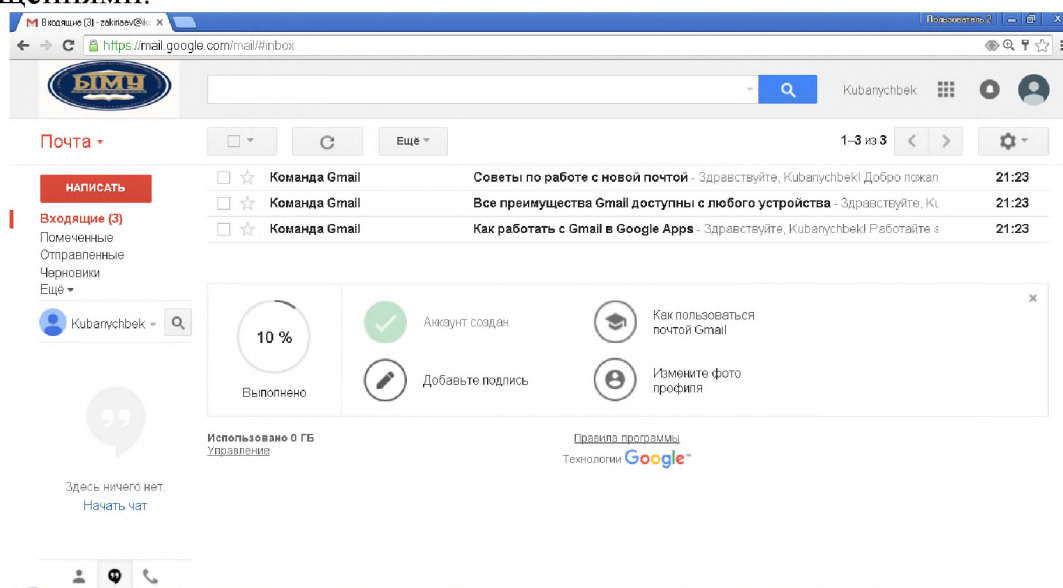 Входящие (3) - zakiriaev@
Пользователь 2
https://mail.google.com/mail/#inbox
ЫМЧ
Kubanychbek
Почта
Ещё
1–3 из 3
НАПИСАТЬ
Команда Gmail Советы по работе с новой почтой - Здравствуйте, Kubanychbek! Добро пожал 21:23
Команда Gmail Все преимущества Gmail доступны с любого устройства - Здравствуйте, Ku 21:23
Команда Gmail Как работать с Gmail в Google Apps - Здравствуйте, Kubanychbek! Работайте з 21:23
Входящие (3)
Помеченные
Отправленные
Черновики
Ещё
Kubanychbek
10 %
Выполнено
Аккаунт создан
Как пользоваться
почтой Gmail
Добавьте подпись
Измените фото
профиля
Использовано 0 ГБ
Управление
Правила программы
Технологии Google™
Здесь ничего нет.
Начать чат